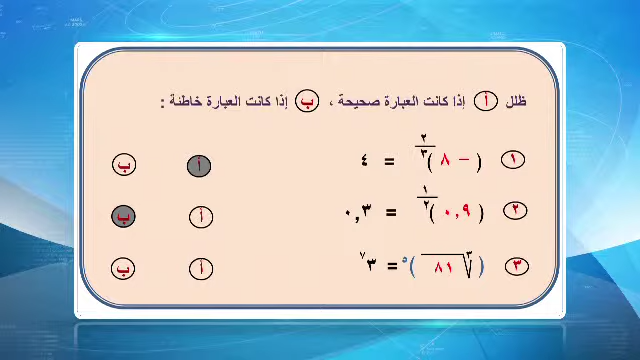 ظلل أ إذا كانت العبارة صحيحة ، ب إذا كانت العبارة خاطئة :
١ ( − ٨ )^(٢/٣) = ٤ أ ب
٢ ( ٠,٩ )^(١/٢) = ٠,٣ أ ب
٣ ( ∛٨١ )^٥ = ٣^٧ أ ب